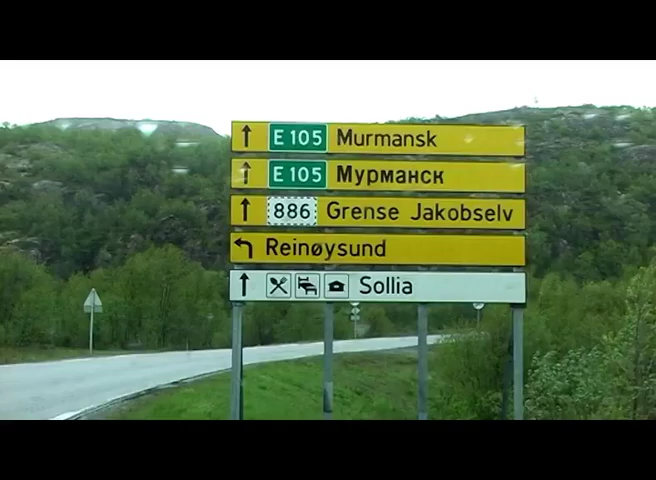 E 105 Murmansk
E 105 Мурманск
886 Grense Jakobselv
Reinøysund
Sollia